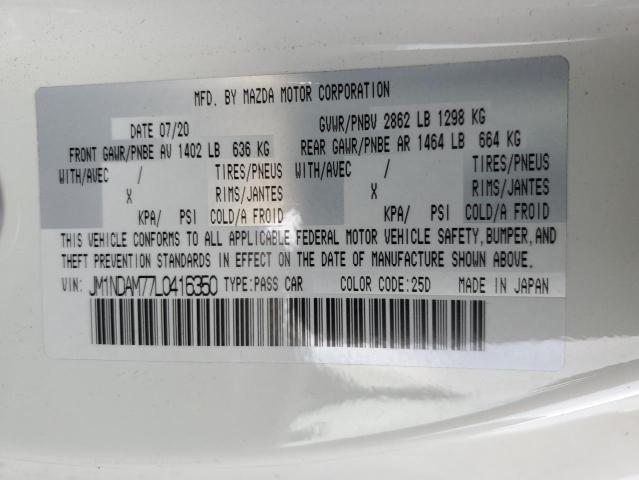 MFD. BY MAZDA MOTOR CORPORATION
DATE 07/20 GVWR/PNBV 2862 LB 1298 KG
FRONT GAWR/PNBE AV 1402 LB 636 KG REAR GAWR/PNBE AR 1464 LB 664 KG
WITH/AVEC / TIRES/PNEUS WITH/AVEC / TIRES/PNEUS
X RIMS/JANTES X RIMS/JANTES
KPA/ PSI COLD/A FROID KPA/ PSI COLD/A FROID
THIS VEHICLE CONFORMS TO ALL APPLICABLE FEDERAL MOTOR VEHICLE SAFETY, BUMPER, AND
THEFT PREVENTION STANDARDS IN EFFECT ON THE DATE OF MANUFACTURE SHOWN ABOVE.
VIN: JM1NDAM77L0416350 TYPE:PASS CAR COLOR CODE:25D MADE IN JAPAN